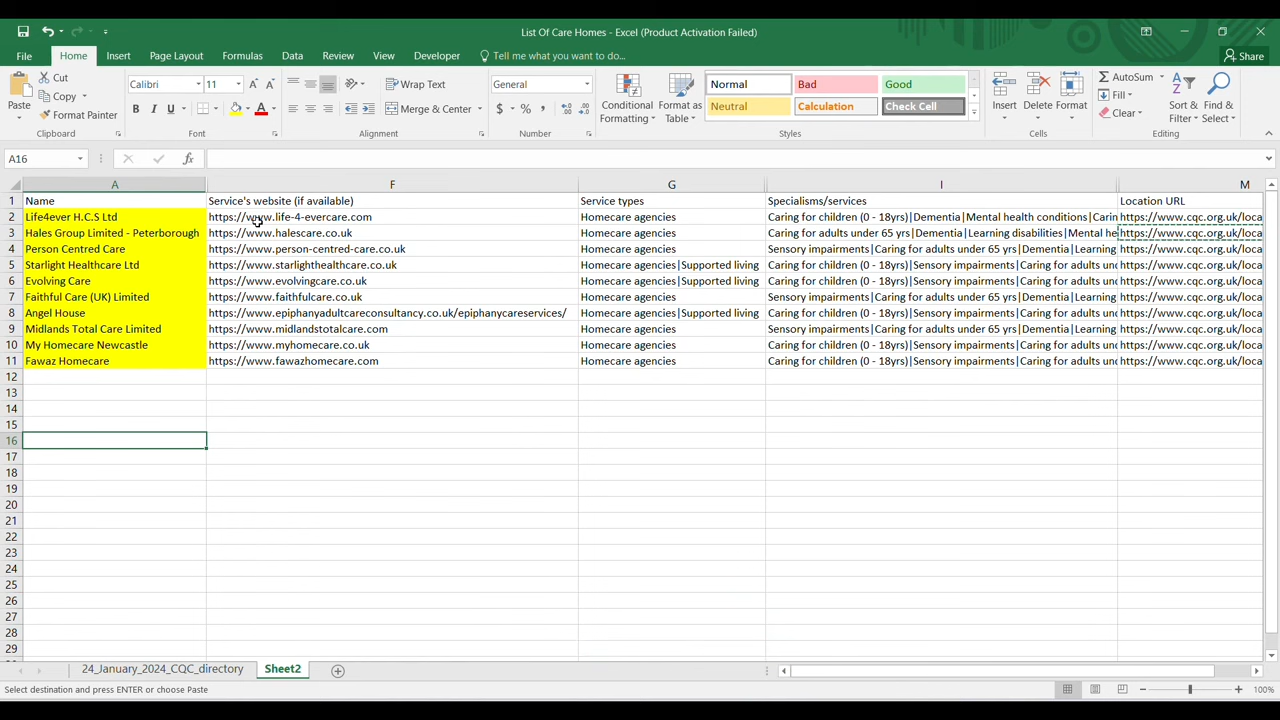 List Of Care Homes - Excel (Product Activation Failed)
File Home Insert Page Layout Formulas Data Review View Developer Tell me what you want to do... Share
Paste Cut Copy Format Painter Clipboard
Calibri 11 B I U A Font
Wrap Text Merge & Center Alignment
General $ % , Number
Conditional Formatting Format as Table Normal Bad Good Neutral Calculation Check Cell Styles
Insert Delete Format Cells
AutoSum Fill Clear Sort & Filter Find & Select Editing
A16 fx
A F G I M
1 Name Service's website (if available) Service types Specialisms/services Location URL
2 Life4ever H.C.S Ltd https://www.life-4-evercare.com Homecare agencies Caring for children (0 - 18yrs)|Dementia|Mental health conditions|Carin https://www.cqc.org.uk/loca
3 Hales Group Limited - Peterborough https://www.halescare.co.uk Homecare agencies Caring for adults under 65 yrs|Dementia|Learning disabilities|Mental he https://www.cqc.org.uk/loca
4 Person Centred Care https://www.person-centred-care.co.uk Homecare agencies Sensory impairments|Caring for adults under 65 yrs|Dementia|Learning https://www.cqc.org.uk/loca
5 Starlight Healthcare Ltd https://www.starlighthealthcare.co.uk Homecare agencies|Supported living Caring for children (0 - 18yrs)|Sensory impairments|Caring for adults und https://www.cqc.org.uk/loca
6 Evolving Care https://www.evolvingcare.co.uk Homecare agencies|Supported living Caring for children (0 - 18yrs)|Sensory impairments|Caring for adults und https://www.cqc.org.uk/loca
7 Faithful Care (UK) Limited https://www.faithfulcare.co.uk Homecare agencies Sensory impairments|Caring for adults under 65 yrs|Dementia|Learning https://www.cqc.org.uk/loca
8 Angel House https://www.epiphanyadultcareconsultancy.co.uk/epiphanycareservices/ Homecare agencies|Supported living Caring for children (0 - 18yrs)|Sensory impairments|Caring for adults und https://www.cqc.org.uk/loca
9 Midlands Total Care Limited https://www.midlandstotalcare.com Homecare agencies Sensory impairments|Caring for adults under 65 yrs|Dementia|Learning https://www.cqc.org.uk/loca
10 My Homecare Newcastle https://www.myhomecare.co.uk Homecare agencies Caring for children (0 - 18yrs)|Sensory impairments|Caring for adults und https://www.cqc.org.uk/loca
11 Fawaz Homecare https://www.fawazhomecare.com Homecare agencies Caring for children (0 - 18yrs)|Sensory impairments|Caring for adults und https://www.cqc.org.uk/loca
12
13
14
15
16
17
18
19
20
21
22
23
24
25
26
27
28
29
24_January_2024_CQC_directory Sheet2
Select destination and press ENTER or choose Paste 100%